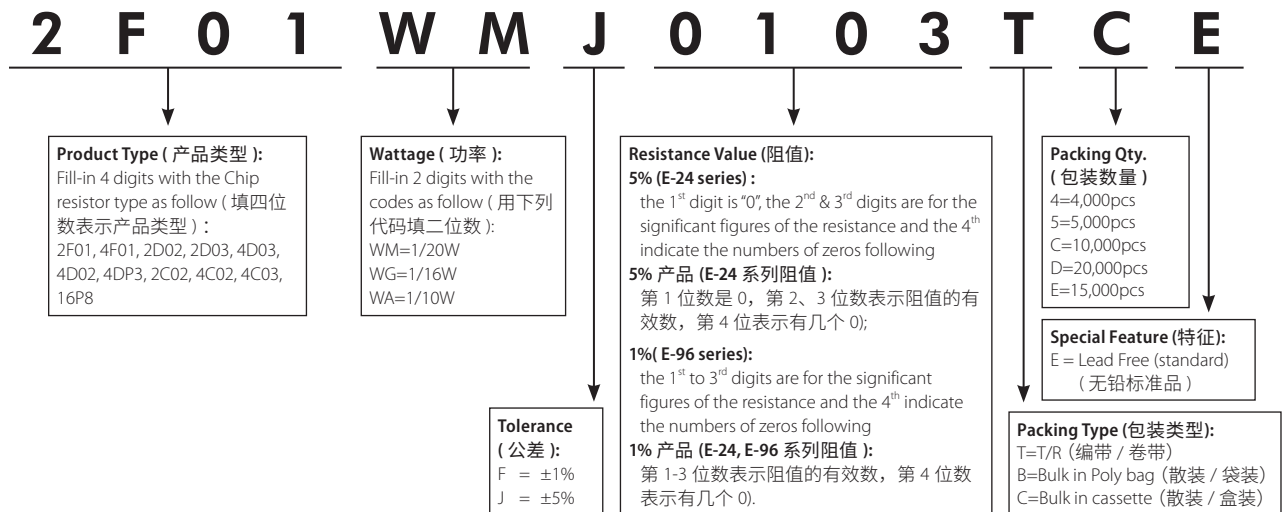 2F01 WM J 0103 T C E
Product Type ( 产品类型 ):
Fill-in 4 digits with the Chip
resistor type as follow ( 填四位
数表示产品类型 ) :
2F01, 4F01, 2D02, 2D03, 4D03,
4D02, 4DP3, 2C02, 4C02, 4C03,
16P8
Wattage ( 功率 ):
Fill-in 2 digits with the
codes as follow ( 用下列
代码填二位数 ):
WM=1/20W
WG=1/16W
WA=1/10W
Tolerance
( 公差 ):
F = ±1%
J = ±5%
Resistance Value (阻值):
5% (E-24 series) :
the 1st digit is "0", the 2nd & 3rd digits are for the
significant figures of the resistance and the 4th
indicate the numbers of zeros following
5% 产品 (E-24 系列阻值 ):
第 1 位数是 0，第 2、3 位数表示阻值的有
效数，第 4 位表示有几个 0);
1%( E-96 series):
the 1st to 3rd digits are for the significant
figures of the resistance and the 4th indicate
the numbers of zeros following
1% 产品 (E-24, E-96 系列阻值 ):
第 1-3 位数表示阻值的有效数，第 4 位数
表示有几个 0).
Packing Qty.
( 包装数量 )
4=4,000pcs
5=5,000pcs
C=10,000pcs
D=20,000pcs
E=15,000pcs
Special Feature (特征):
E = Lead Free (standard)
( 无铅标准品 )
Packing Type (包装类型):
T=T/R（编带 / 卷带）
B=Bulk in Poly bag（散装 / 袋装）
C=Bulk in cassette（散装 / 盒装）